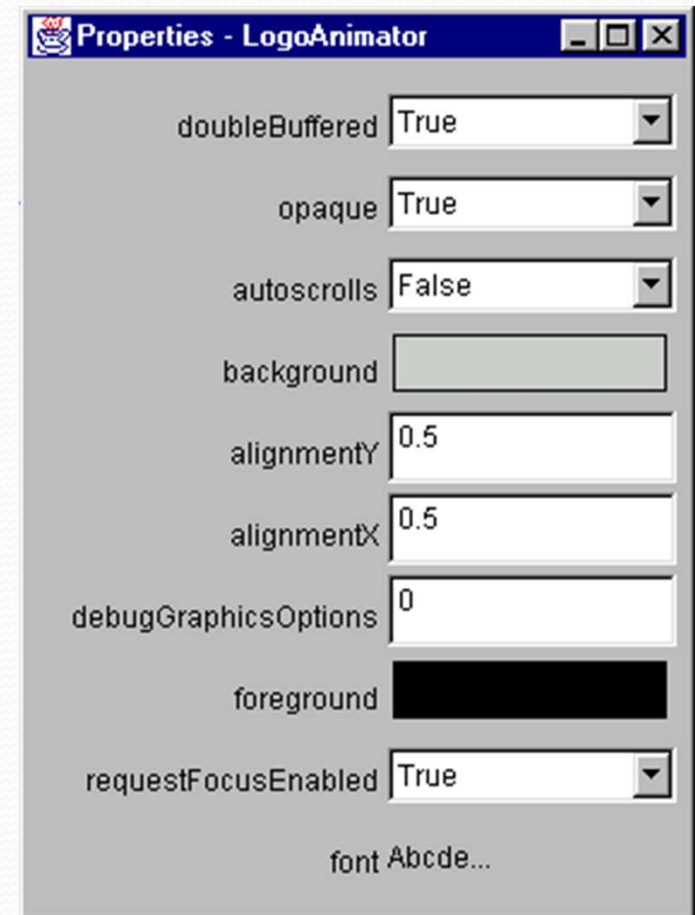 Properties - LogoAnimator
doubleBuffered True
opaque True
autoscrolls False
background
alignmentY 0.5
alignmentX 0.5
debugGraphicsOptions 0
foreground
requestFocusEnabled True
font Abcde...